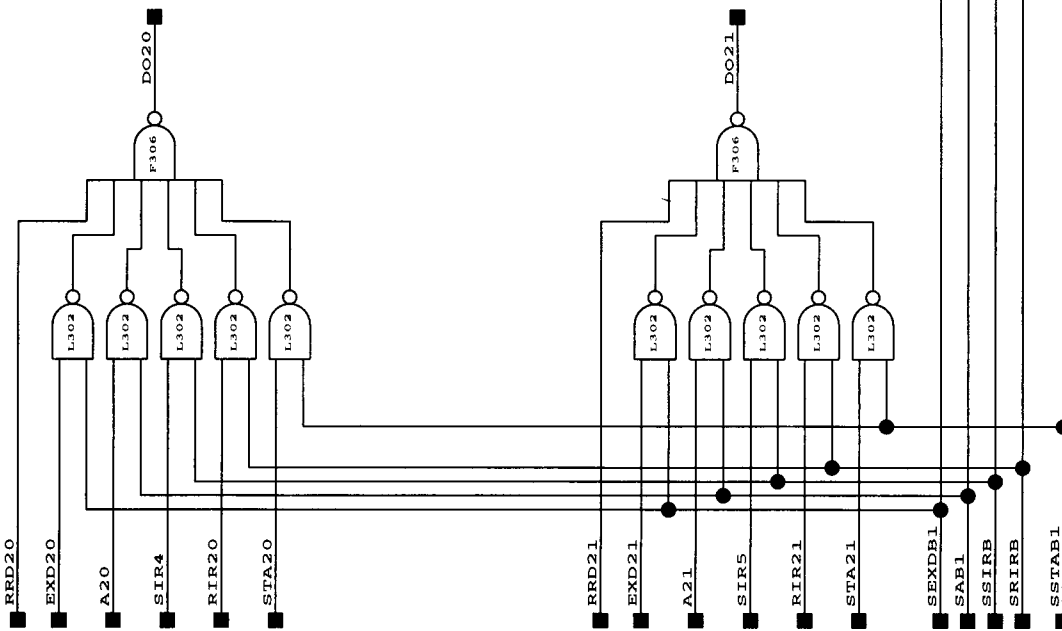 DO20
DO21
F306
F306
L302
L302
L302
L302
L302
L302
L302
L302
L302
L302
RRD20
EXD20
A20
SIR4
RIR20
STA20
RRD21
EXD21
A21
SIR5
RIR21
STA21
SEXDB1
SAB1
SSIRB
SRIRB
SSTAB1